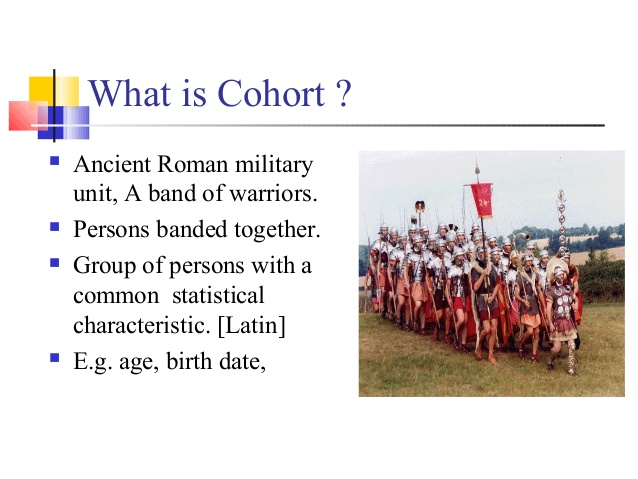 What is Cohort ?
Ancient Roman military
unit, A band of warriors.
Persons banded together.
Group of persons with a
common statistical
characteristic. [Latin]
E.g. age, birth date,